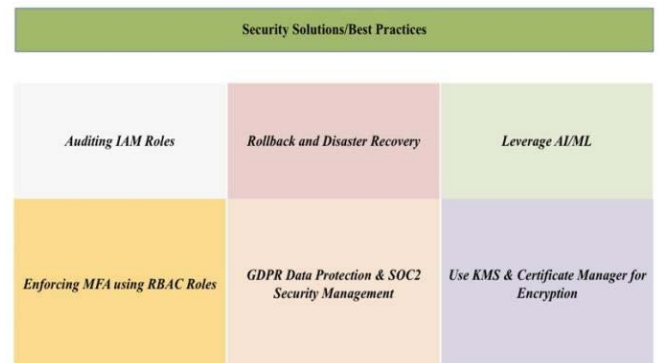 Security Solutions/Best Practices
Auditing IAM Roles
Rollback and Disaster Recovery
Leverage AI/ML
Enforcing MFA using RBAC Roles
GDPR Data Protection & SOC2
Security Management
Use KMS & Certificate Manager for
Encryption